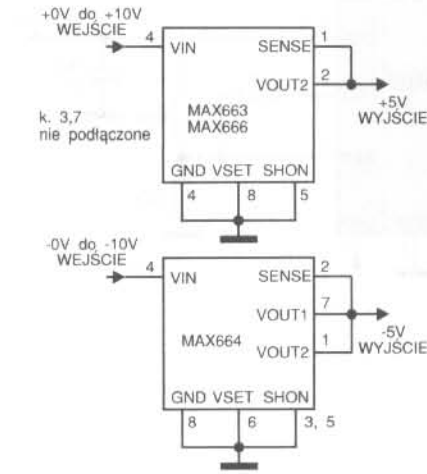 +0V do +10V
WEJŚCIE
4
VIN
SENSE
1
VOUT2
2
+5V
WYJŚCIE
k. 3,7
nie podłączone
MAX663
MAX666
GND VSET SHON
4 8 5
-0V do -10V
WEJŚCIE
4
VIN
SENSE
2
VOUT1
7
MAX664
VOUT2
1
-5V
WYJŚCIE
GND VSET SHON
8 6 3, 5